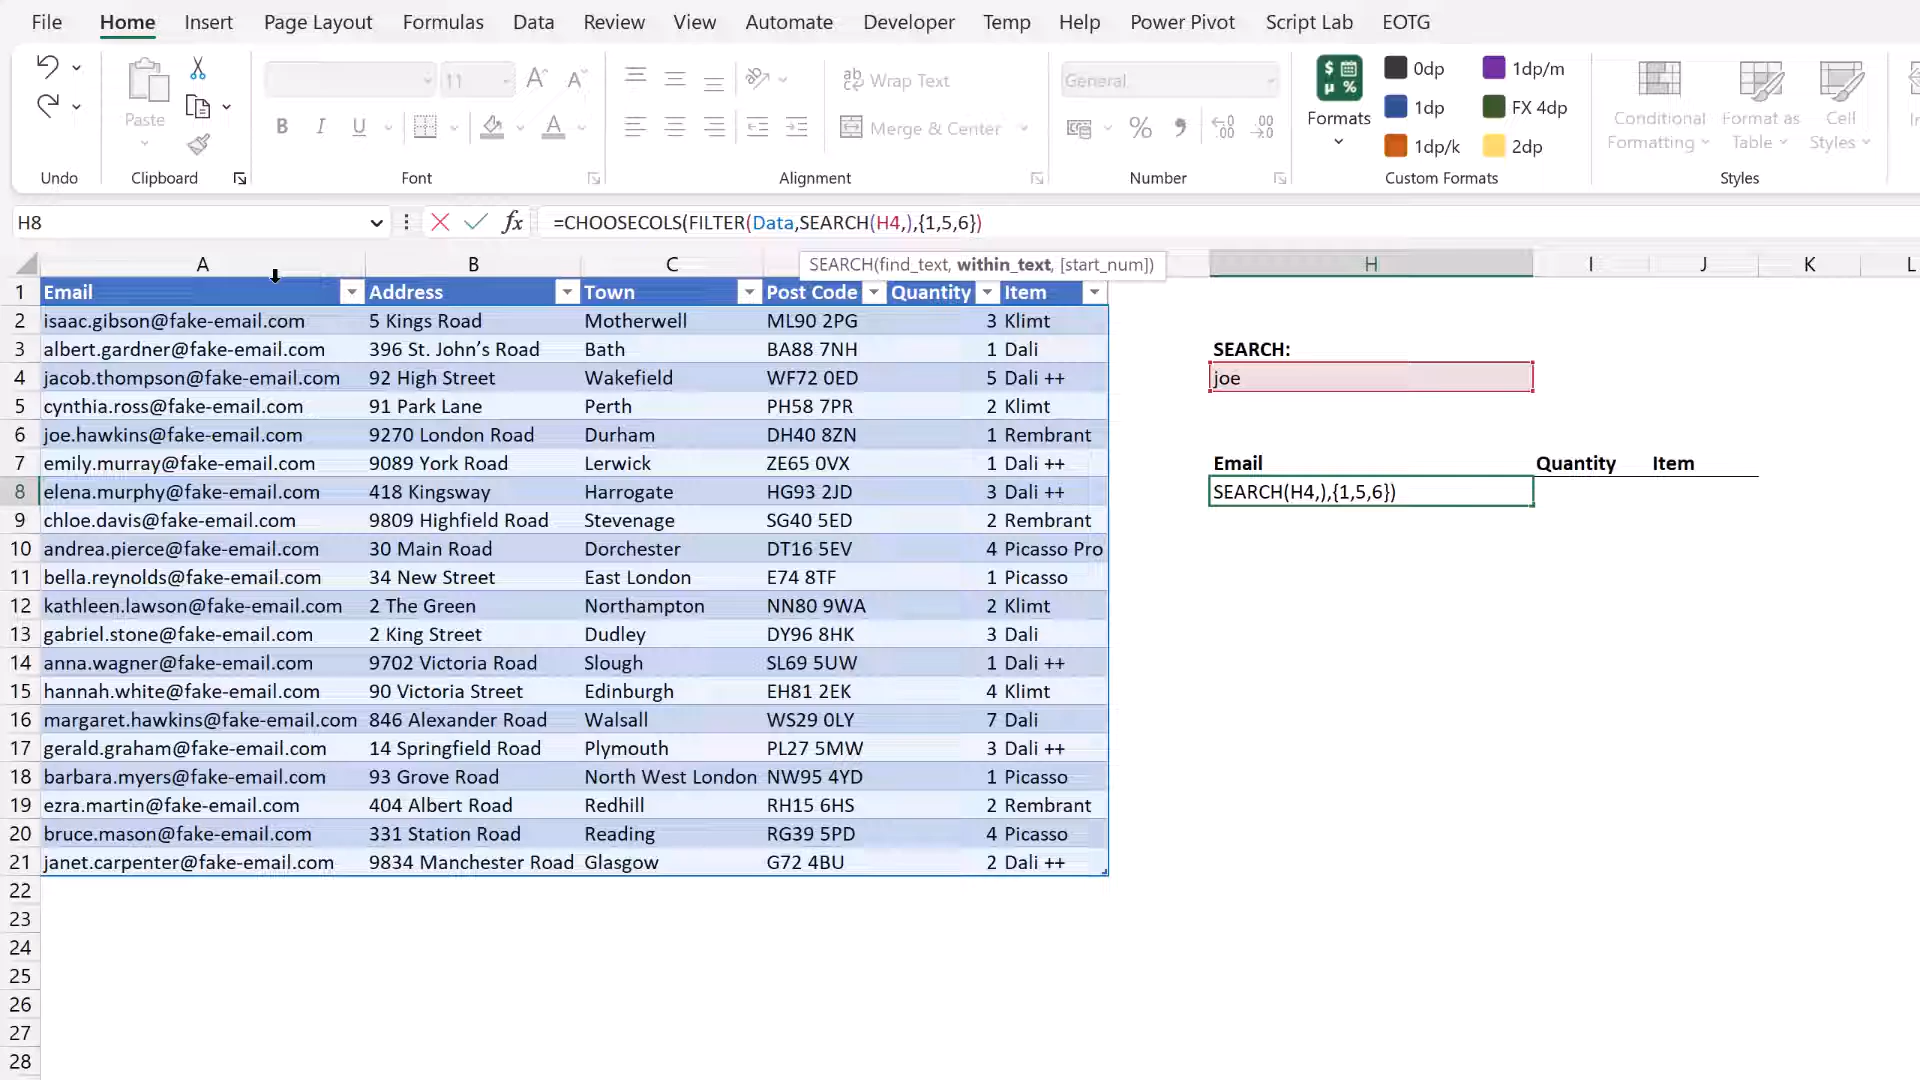 File Home Insert Page Layout Formulas Data Review View Automate Developer Temp Help Power Pivot Script Lab EOTG
11 ab Wrap Text General $ µ % 0dp 1dp/m
Paste 1dp FX 4dp
B I U A Merge & Center % Formats Conditional Formatting Format as Table Cell Styles
1dp/k 2dp
Undo Clipboard Font Alignment Number Custom Formats Styles
H8 fx =CHOOSECOLS(FILTER(Data,SEARCH(H4,),{1,5,6})
SEARCH(find_text, within_text, [start_num])
A B C H I J K L
1 Email Address Town Post Code Quantity Item
2 isaac.gibson@fake-email.com 5 Kings Road Motherwell ML90 2PG 3 Klimt
3 albert.gardner@fake-email.com 396 St. John’s Road Bath BA88 7NH 1 Dali SEARCH:
4 jacob.thompson@fake-email.com 92 High Street Wakefield WF72 0ED 5 Dali ++ joe
5 cynthia.ross@fake-email.com 91 Park Lane Perth PH58 7PR 2 Klimt
6 joe.hawkins@fake-email.com 9270 London Road Durham DH40 8ZN 1 Rembrant
7 emily.murray@fake-email.com 9089 York Road Lerwick ZE65 0VX 1 Dali ++ Email Quantity Item
8 elena.murphy@fake-email.com 418 Kingsway Harrogate HG93 2JD 3 Dali ++ SEARCH(H4,),{1,5,6})
9 chloe.davis@fake-email.com 9809 Highfield Road Stevenage SG40 5ED 2 Rembrant
10 andrea.pierce@fake-email.com 30 Main Road Dorchester DT16 5EV 4 Picasso Pro
11 bella.reynolds@fake-email.com 34 New Street East London E74 8TF 1 Picasso
12 kathleen.lawson@fake-email.com 2 The Green Northampton NN80 9WA 2 Klimt
13 gabriel.stone@fake-email.com 2 King Street Dudley DY96 8HK 3 Dali
14 anna.wagner@fake-email.com 9702 Victoria Road Slough SL69 5UW 1 Dali ++
15 hannah.white@fake-email.com 90 Victoria Street Edinburgh EH81 2EK 4 Klimt
16 margaret.hawkins@fake-email.com 846 Alexander Road Walsall WS29 0LY 7 Dali
17 gerald.graham@fake-email.com 14 Springfield Road Plymouth PL27 5MW 3 Dali ++
18 barbara.myers@fake-email.com 93 Grove Road North West London NW95 4YD 1 Picasso
19 ezra.martin@fake-email.com 404 Albert Road Redhill RH15 6HS 2 Rembrant
20 bruce.mason@fake-email.com 331 Station Road Reading RG39 5PD 4 Picasso
21 janet.carpenter@fake-email.com 9834 Manchester Road Glasgow G72 4BU 2 Dali ++
22
23
24
25
26
27
28